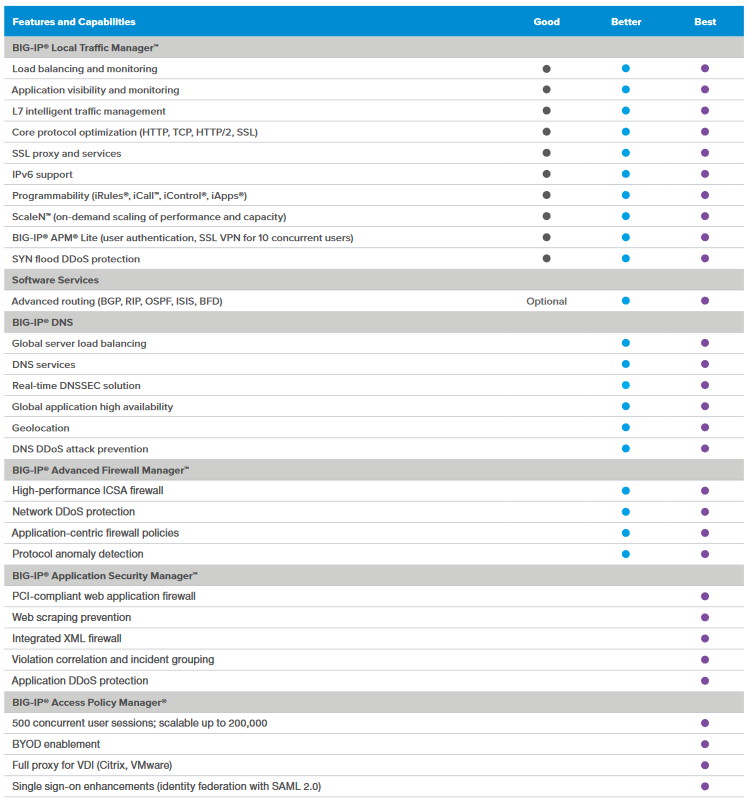 Features and Capabilities Good Better Best
BIG-IP® Local Traffic Manager™
Load balancing and monitoring
Application visibility and monitoring
L7 intelligent traffic management
Core protocol optimization (HTTP, TCP, HTTP/2, SSL)
SSL proxy and services
IPv6 support
Programmability (iRules®, iCall™, iControl®, iApps®)
ScaleN™ (on-demand scaling of performance and capacity)
BIG-IP® APM® Lite (user authentication, SSL VPN for 10 concurrent users)
SYN flood DDoS protection
Software Services
Advanced routing (BGP, RIP, OSPF, ISIS, BFD) Optional
BIG-IP® DNS
Global server load balancing
DNS services
Real-time DNSSEC solution
Global application high availability
Geolocation
DNS DDoS attack prevention
BIG-IP® Advanced Firewall Manager™
High-performance ICSA firewall
Network DDoS protection
Application-centric firewall policies
Protocol anomaly detection
BIG-IP® Application Security Manager™
PCI-compliant web application firewall
Web scraping prevention
Integrated XML firewall
Violation correlation and incident grouping
Application DDoS protection
BIG-IP® Access Policy Manager®
500 concurrent user sessions; scalable up to 200,000
BYOD enablement
Full proxy for VDI (Citrix, VMware)
Single sign-on enhancements (identity federation with SAML 2.0)